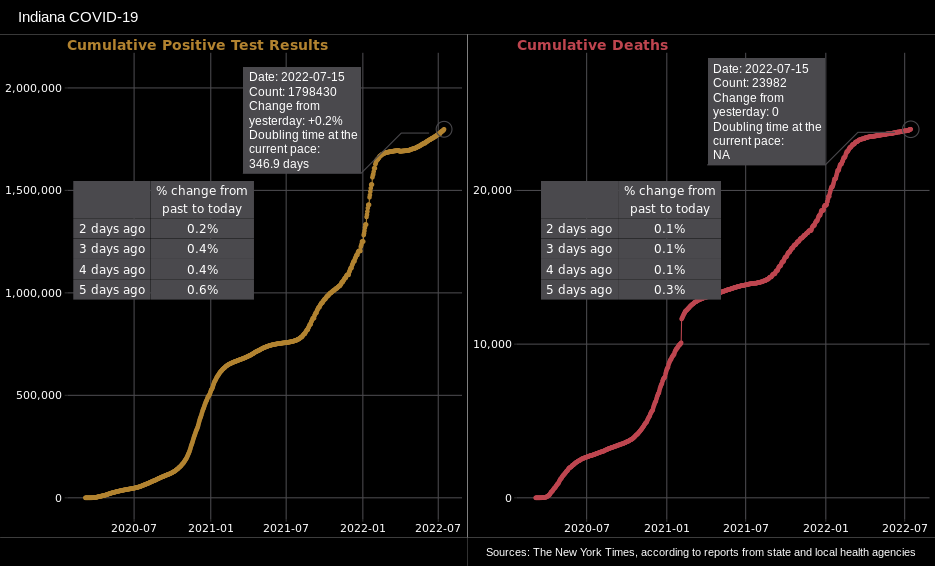 Indiana COVID-19
Cumulative Positive Test Results
Date: 2022-07-15
Count: 1798430
Change from
yesterday: +0.2%
Doubling time at the
current pace:
346.9 days
2,000,000
1,500,000
1,000,000
500,000
0
% change from
past to today
2 days ago 0.2%
3 days ago 0.4%
4 days ago 0.4%
5 days ago 0.6%
2020-07 2021-01 2021-07 2022-01 2022-07
Cumulative Deaths
Date: 2022-07-15
Count: 23982
Change from
yesterday: 0
Doubling time at the
current pace:
NA
20,000
10,000
0
% change from
past to today
2 days ago 0.1%
3 days ago 0.1%
4 days ago 0.1%
5 days ago 0.3%
2020-07 2021-01 2021-07 2022-01 2022-07
Sources: The New York Times, according to reports from state and local health agencies